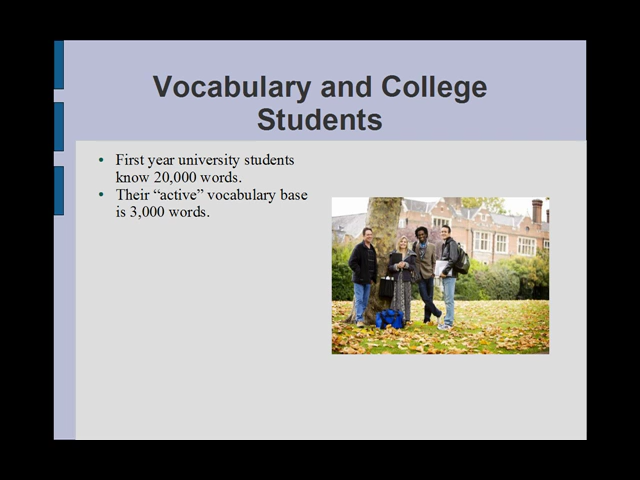 Vocabulary and College
Students
• First year university students
know 20,000 words.
• Their “active” vocabulary base
is 3,000 words.